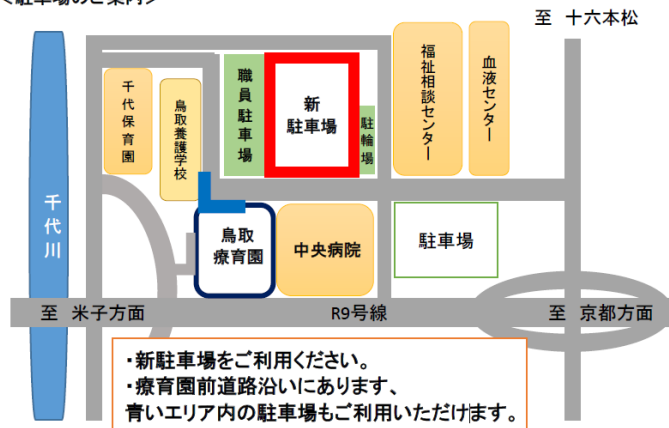 <駐車場のご案内>
至 十六本松
千代保育園
鳥取養護学校
職員駐車場
新
駐車場
駐輪場
福祉相談センター
血液センター
千代川
鳥取
療育園
中央病院
駐車場
至 米子方面
R9号線
至 京都方面
・新駐車場をご利用ください。
・療育園前道路沿いにあります、
青いエリア内の駐車場もご利用いただけます。